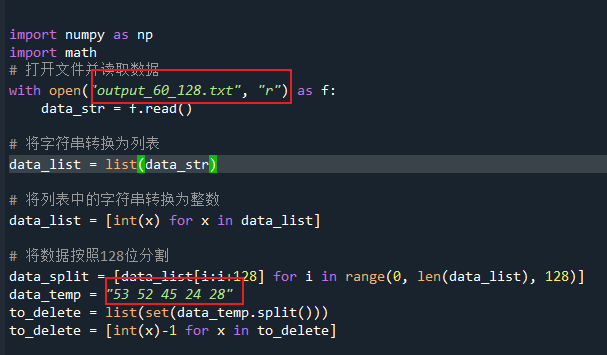 import numpy as np
import math
# 打开文件并读取数据
with open("output_60_128.txt", "r") as f:
    data_str = f.read()
# 将字符串转换为列表
data_list = list(data_str)
# 将列表中的字符串转换为整数
data_list = [int(x) for x in data_list]
# 将数据按照128位分割
data_split = [data_list[i:i+128] for i in range(0, len(data_list), 128)]
data_temp = "53 52 45 24 28"
to_delete = list(set(data_temp.split()))
to_delete = [int(x)-1 for x in to_delete]